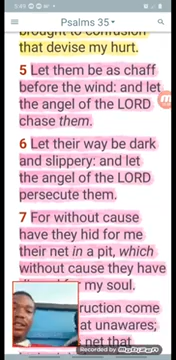 5:49
Psalms 35
brought to confusion
that devise my hurt.
5 Let them be as chaff
before the wind: and let
the angel of the LORD
chase them.
6 Let their way be dark
and slippery: and let
the angel of the LORD
persecute them.
7 For without cause
have they hid for me
their net in a pit, which
without cause they have
for my soul.
ruction come
at unawares;
net that
Recorded by